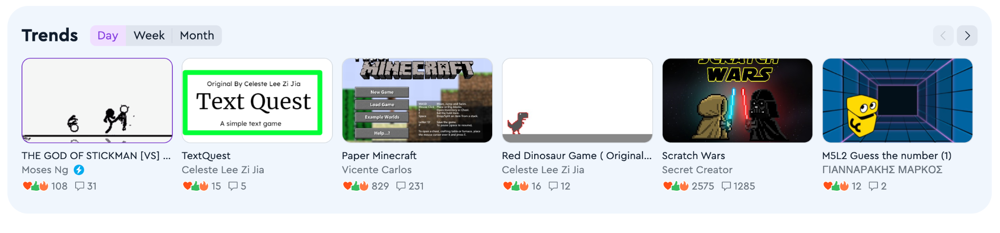 Trends
Day Week Month
Original By Celeste Lee Zi Jia
Text Quest
A simple text game
MINECRAFT
New Game
Load Game
Example Worlds
Help...?
WASD Move, Jump and Swim.
Mouse Click Place or Dig blocks.
E Open Inventory or Chest.
F Eat the held item.
Space Drop/Split an item from a stack.
Letter 'O' Save the game.
P To pause (space to resume).
To open a chest, crafting table or furnace, place
the mouse cursor over it and press E.
SCRATCH
WARS
THE GOD OF STICKMAN [VS] ...
Moses Ng
108 31
TextQuest
Celeste Lee Zi Jia
15 5
Paper Minecraft
Vicente Carlos
829 231
Red Dinosaur Game ( Original...
Celeste Lee Zi Jia
16 12
Scratch Wars
Secret Creator
2575 1285
M5L2 Guess the number (1)
ΓΙΑΝΝΑΡΑΚΗΣ ΜΑΡΚΟΣ
12 2